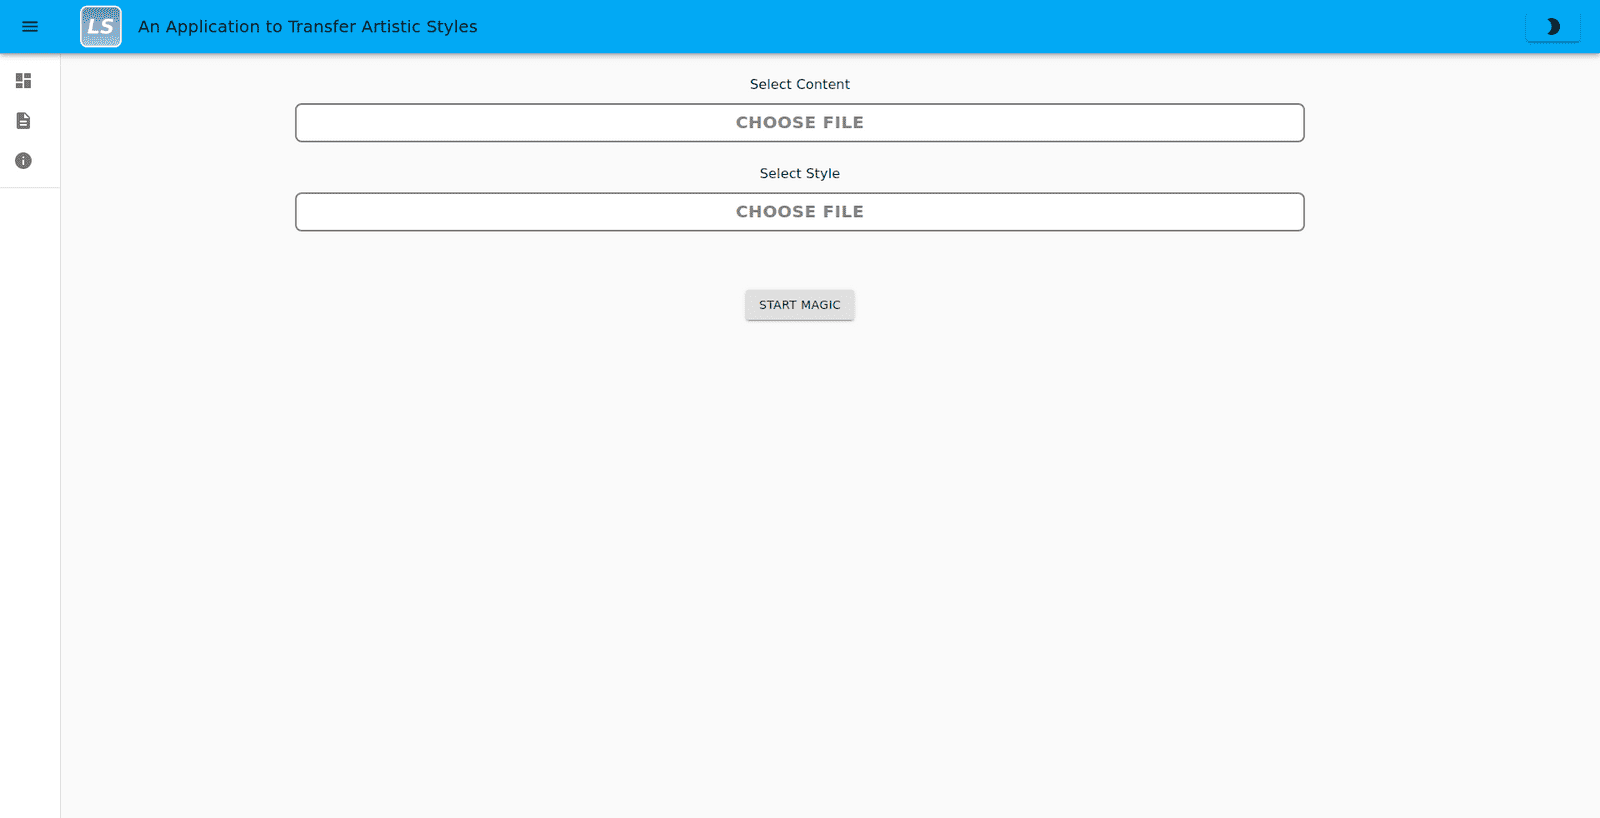 LS
An Application to Transfer Artistic Styles
Select Content
CHOOSE FILE
Select Style
CHOOSE FILE
START MAGIC